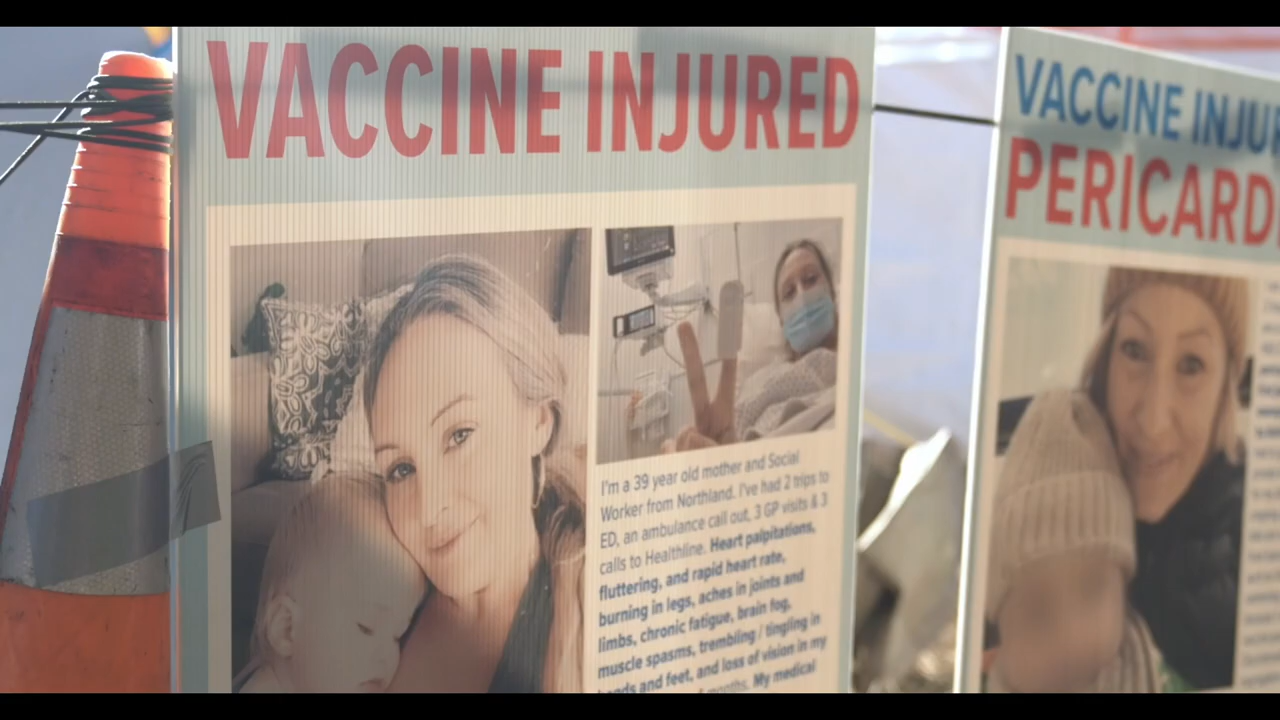 VACCINE INJURED
I'm a 39 year old mother and Social
Worker from Northland. I've had 2 trips to
ED, an ambulance call out, 3 GP visits & 3
calls to Healthline. Heart palpitations,
fluttering, and rapid heart rate,
burning in legs, aches in joints and
limbs, chronic fatigue, brain fog,
muscle spasms, trembling / tingling in
hands and feet, and loss of vision in my
months. My medical
VACCINE INJU
PERICARD